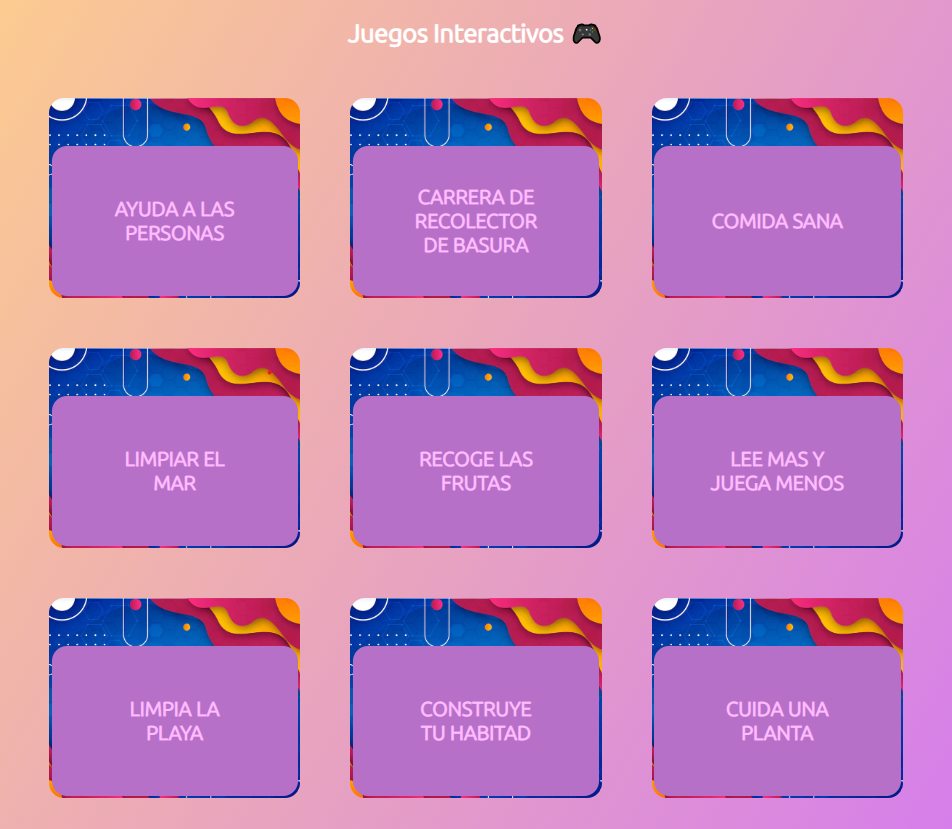 Juegos Interactivos 🎮
AYUDA A LAS
PERSONAS
CARRERA DE
RECOLECTOR
DE BASURA
COMIDA SANA
LIMPIAR EL
MAR
RECOGE LAS
FRUTAS
LEE MAS Y
JUEGA MENOS
LIMPIA LA
PLAYA
CONSTRUYE
TU HABITAD
CUIDA UNA
PLANTA